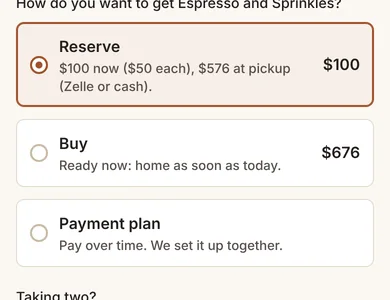 How do you want to get Espresso and Sprinkles?
Reserve
$100 now ($50 each), $576 at pickup
(Zelle or cash).
$100
Buy
Ready now: home as soon as today.
$676
Payment plan
Pay over time. We set it up together.
Taking two?